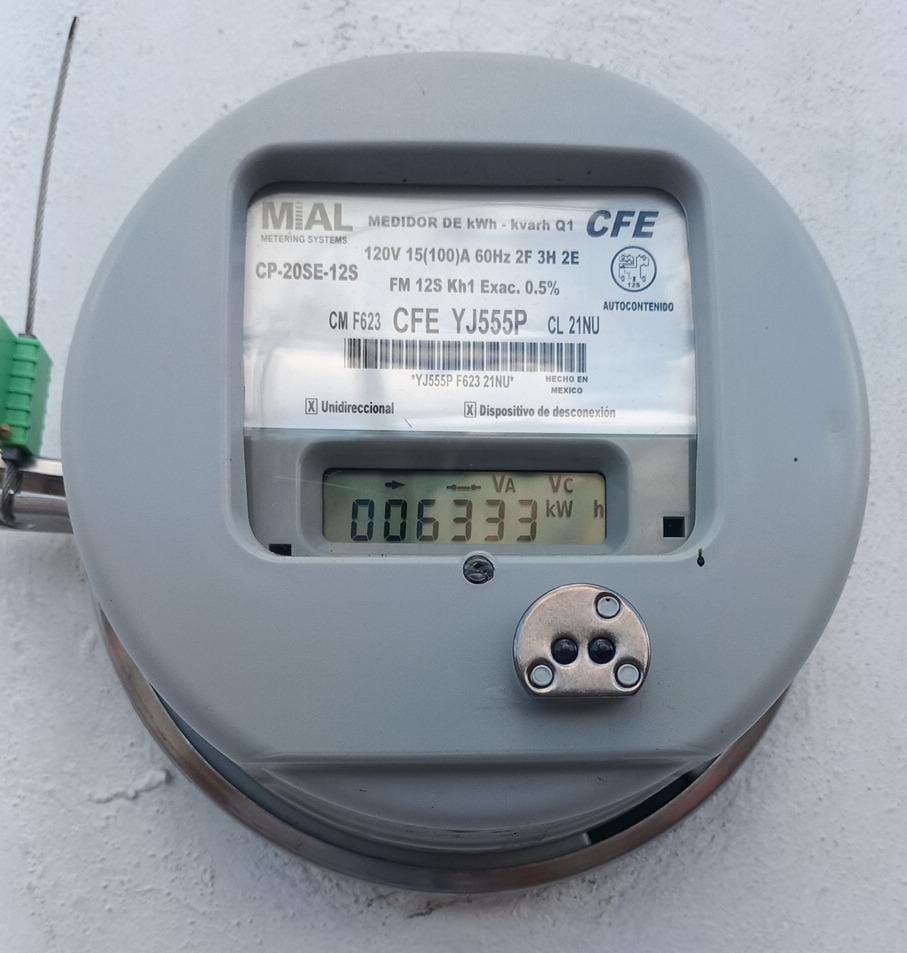 MIAL
METERING SYSTEMS
MEDIDOR DE kWh - kvarh Q1
CFE
120V 15(100)A 60Hz 2F 3H 2E
CP-20SE-12S
FM 12S Kh1 Exac. 0.5%
12S
AUTOCONTENIDO
CM F623 CFE YJ555P CL 21NU
*YJ555P F623 21NU*
HECHO EN
MEXICO
X Unidireccional
X Dispositivo de desconexión
VA VC
006333 kW h